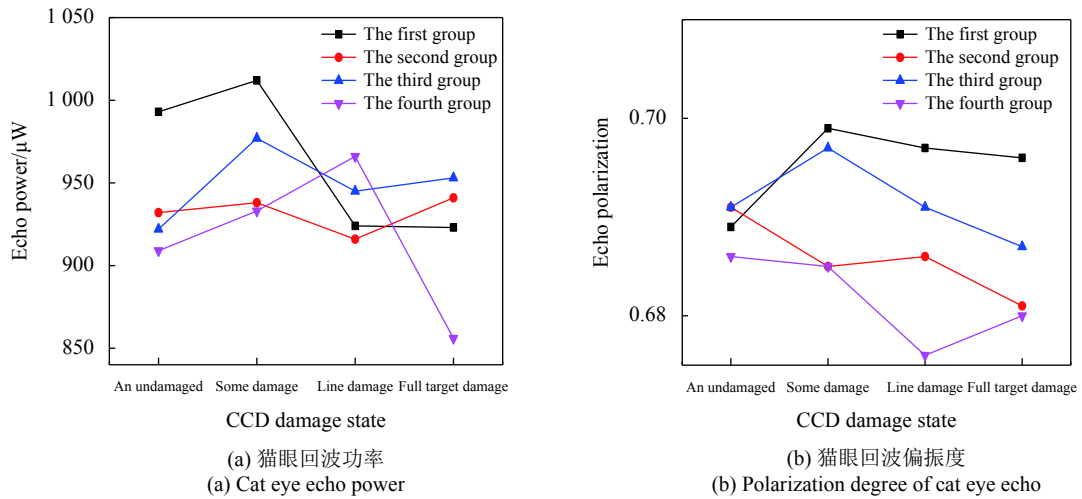 1 050
1 000
950
900
850
Echo power/μW
The first group
The second group
The third group
The fourth group
An undamaged
Some damage
Line damage
Full target damage
CCD damage state
(a) 猫眼回波功率
(a) Cat eye echo power
0.70
0.68
Echo polarization
The first group
The second group
The third group
The fourth group
An undamaged
Some damage
Line damage
Full target damage
CCD damage state
(b) 猫眼回波偏振度
(b) Polarization degree of cat eye echo